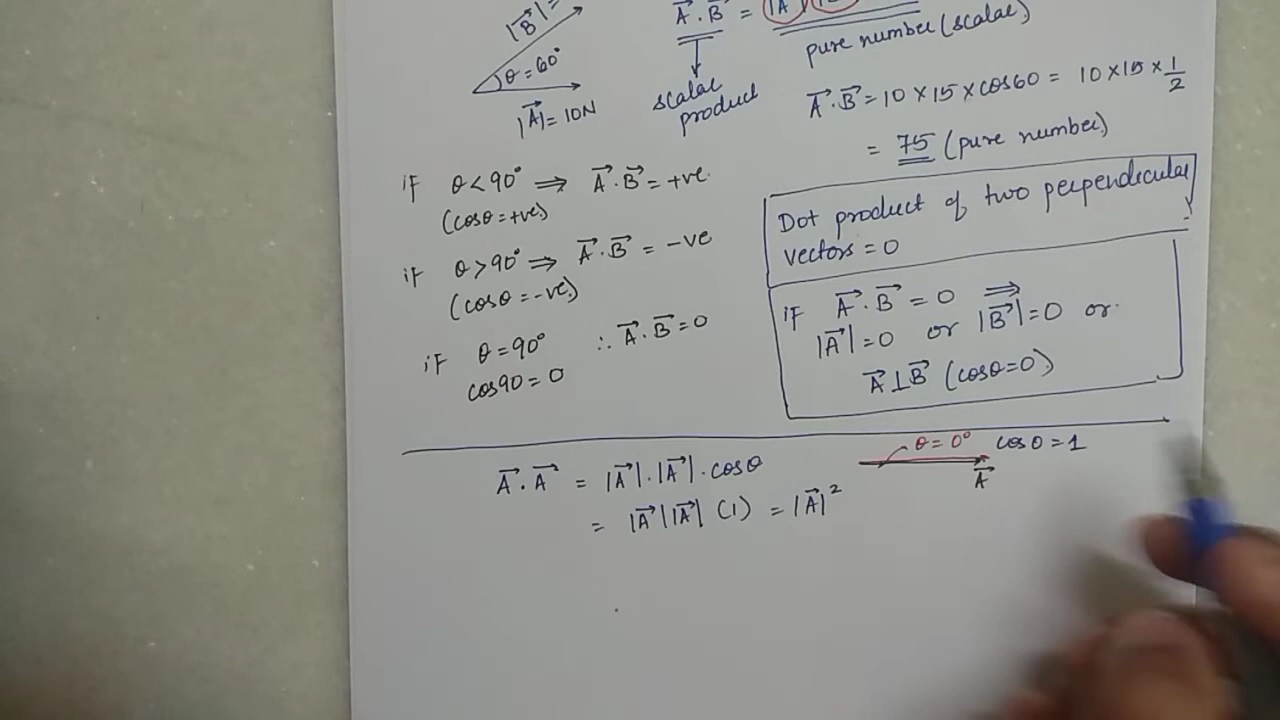 |B⃗|=
θ = 60°
|A⃗| = 10N
A⃗ . B⃗ = |A|
scalar
product
pure number (scalar)
A⃗ . B⃗ = 10 × 15 × cos60 = 10 × 15 × 1/2
= 75 (pure number)
if θ < 90° ⟹ A⃗ . B⃗ = +ve
(cosθ = +ve)
if θ > 90° ⟹ A⃗ . B⃗ = -ve
(cosθ = -ve)
if θ = 90° ∴ A⃗ . B⃗ = 0
cos90 = 0
Dot product of two perpendicular
vectors = 0
if A⃗ . B⃗ = 0 ⟹
|A⃗| = 0 or |B⃗| = 0 or
A⃗ ⊥ B⃗ (cosθ = 0)
A⃗ . A⃗ = |A⃗| . |A⃗| . cosθ
= |A⃗| |A⃗| (1) = |A⃗|²
θ = 0° cos0 = 1
A⃗